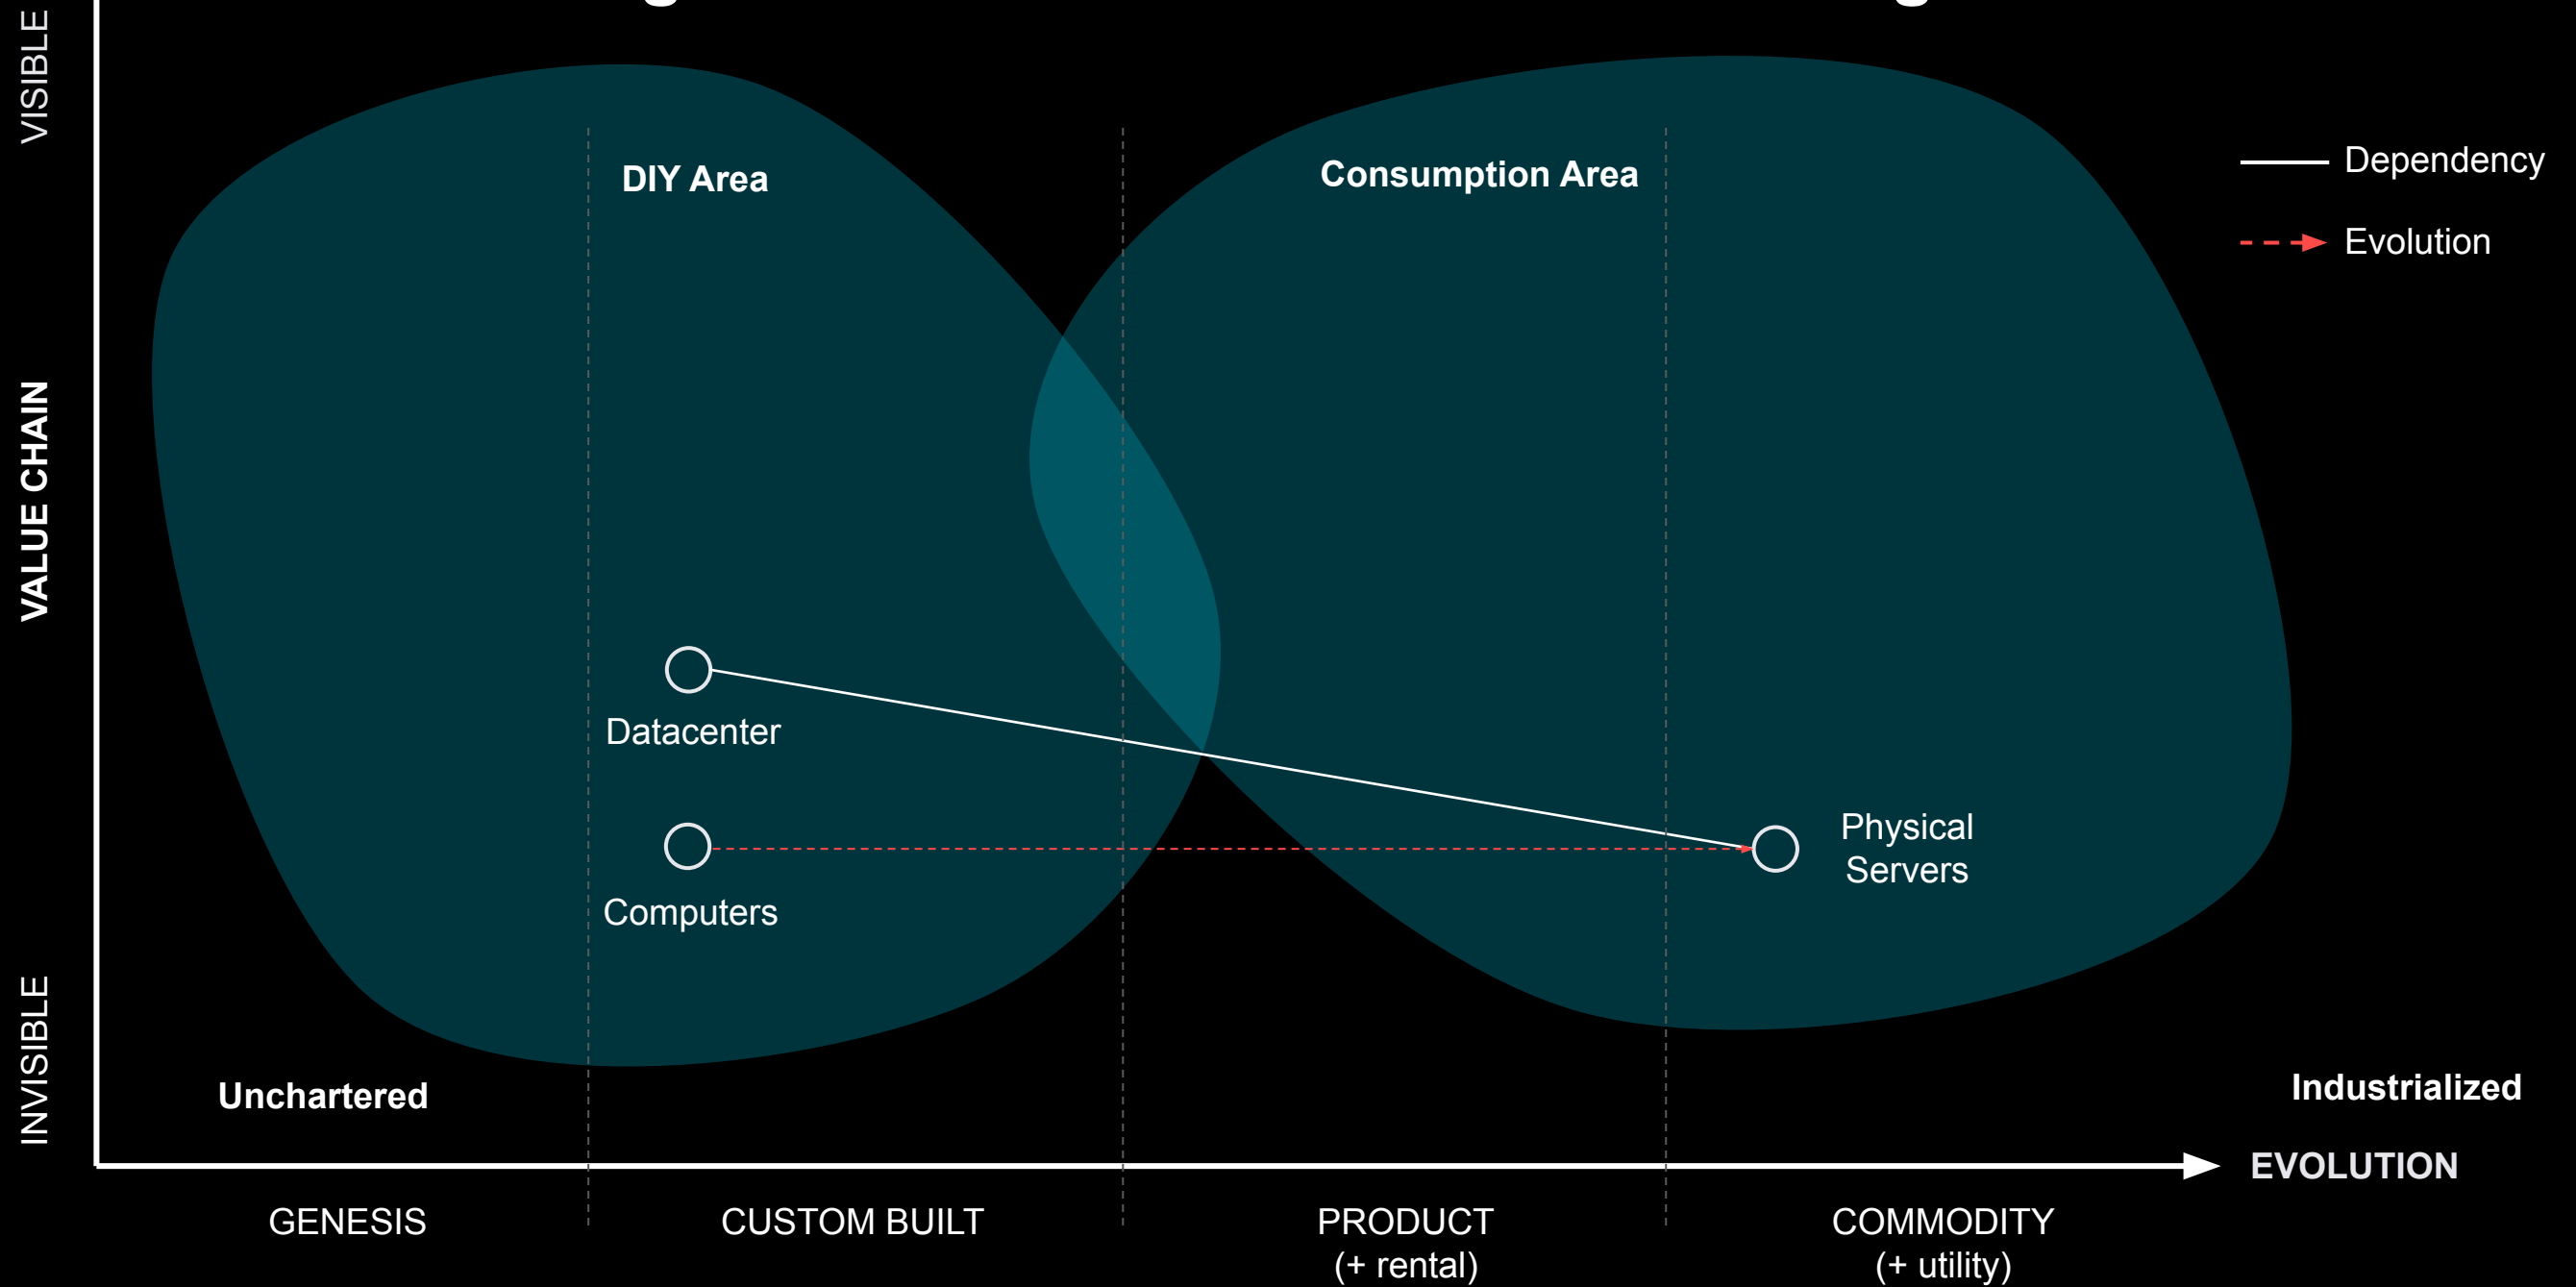 VISIBLE
VALUE CHAIN
INVISIBLE
DIY Area
Consumption Area
Dependency
Evolution
Datacenter
Computers
Physical
Servers
Unchartered
Industrialized
EVOLUTION
GENESIS
CUSTOM BUILT
PRODUCT
(+ rental)
COMMODITY
(+ utility)